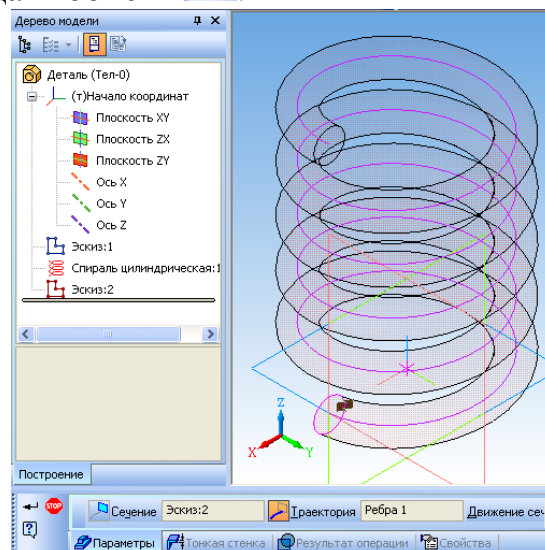 Дерево модели
Деталь (Тел-0)
(т)Начало координат
Плоскость XY
Плоскость ZX
Плоскость ZY
Ось X
Ось Y
Ось Z
Эскиз:1
Спираль цилиндрическая:1
Эскиз:2
Z
X
Y
Построение
STOP
Сечение Эскиз:2 Траектория Ребра 1 Движение сеч
Параметры Тонкая стенка Результат операции Свойства